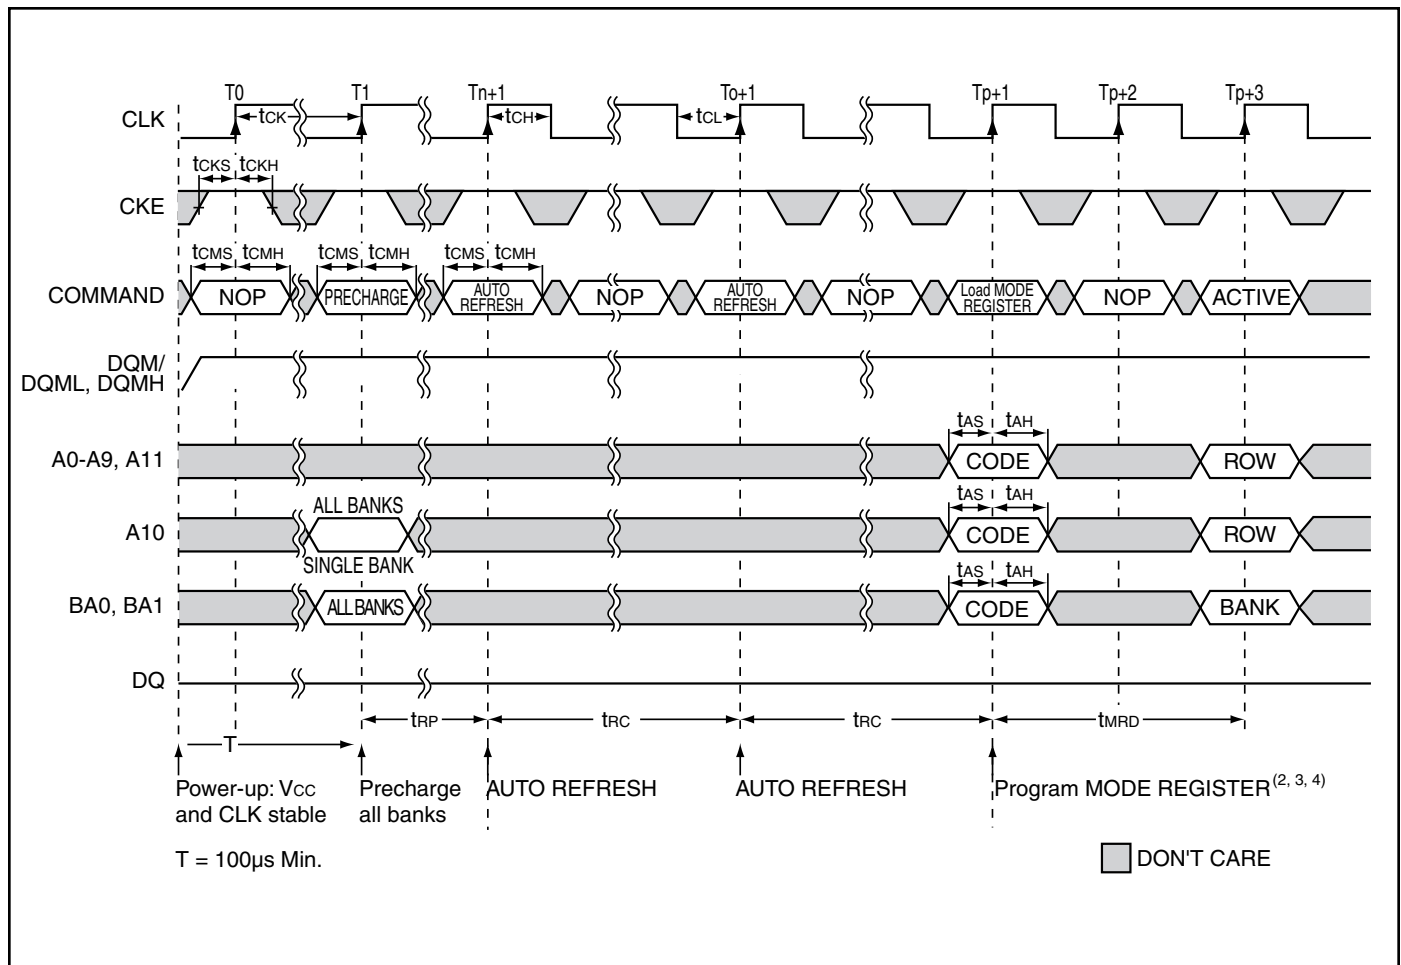 T0 T1 Tn+1 To+1 Tp+1 Tp+2 Tp+3
CLK tCK tCH tCL
tCKS tCKH
CKE
tCMS tCMH tCMS tCMH tCMS tCMH
COMMAND NOP PRECHARGE AUTO REFRESH NOP AUTO REFRESH NOP Load MODE REGISTER NOP ACTIVE
DQM/
DQML, DQMH
tAS tAH
A0-A9, A11 CODE ROW
ALL BANKS tAS tAH
A10 CODE ROW
SINGLE BANK tAS tAH
BA0, BA1 ALL BANKS CODE BANK
DQ
tRP tRC tRC tMRD
T
Power-up: VCC
and CLK stable
Precharge
all banks
AUTO REFRESH
AUTO REFRESH
Program MODE REGISTER(2, 3, 4)
T = 100µs Min.
DON'T CARE